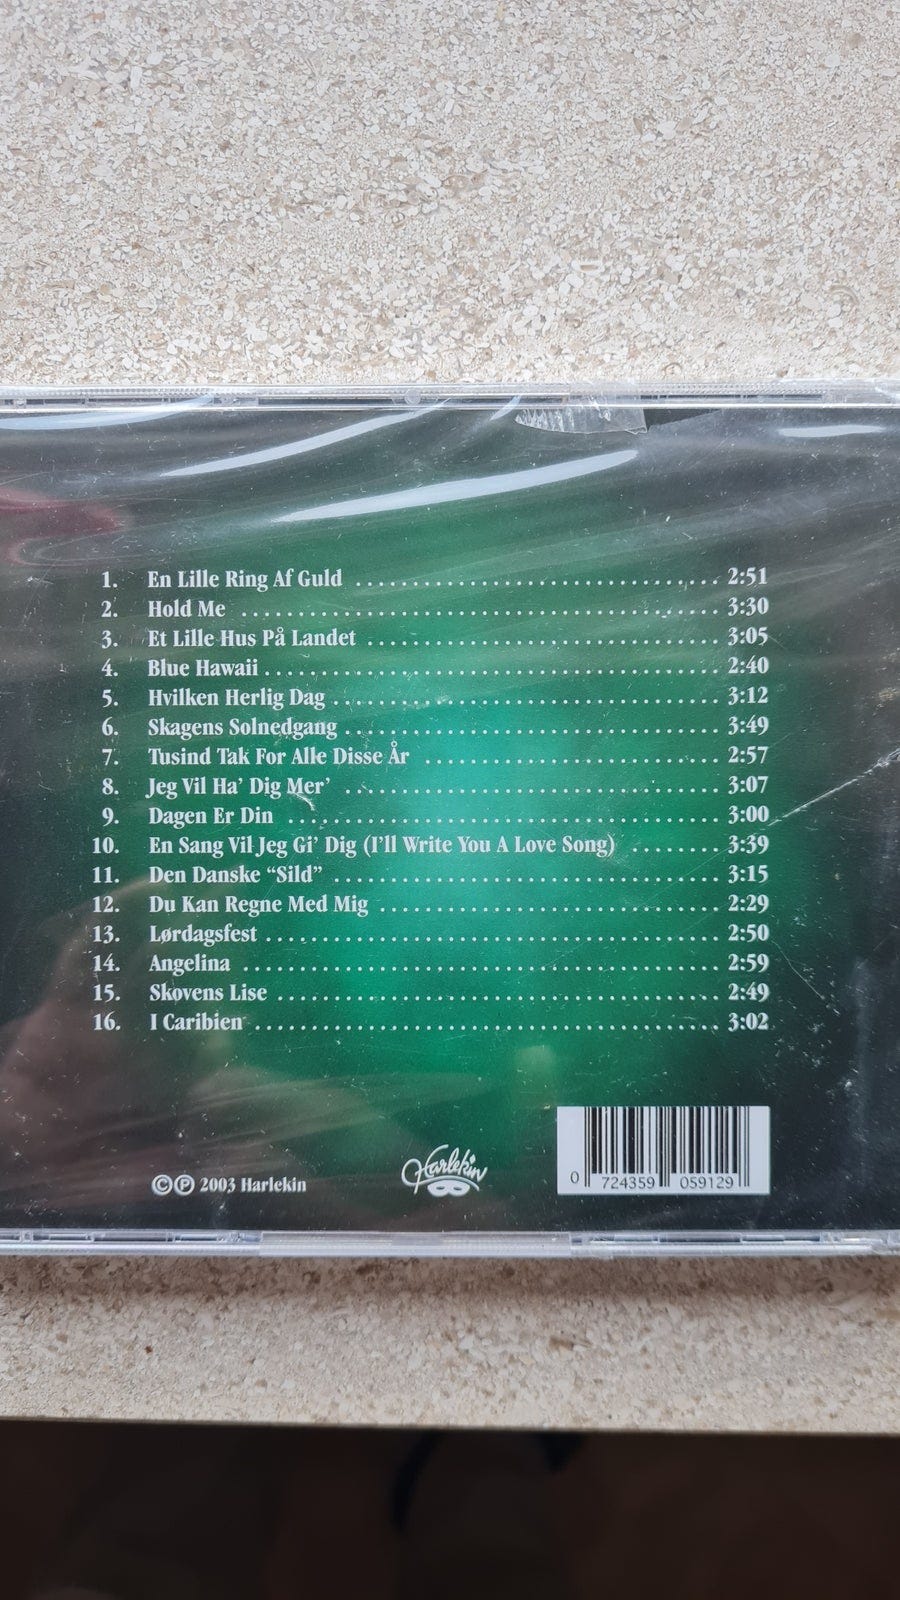 1. En Lille Ring Af Guld ........................................ 2:51
2. Hold Me ........................................ 3:30
3. Et Lille Hus På Landet ........................................ 3:05
4. Blue Hawaii ........................................ 2:40
5. Hvilken Herlig Dag ........................................ 3:12
6. Skagens Solnedgang ........................................ 3:49
7. Tusind Tak For Alle Disse År ........................................ 2:57
8. Jeg Vil Ha' Dig Mer' ........................................ 3:07
9. Dagen Er Din ........................................ 3:00
10. En Sang Vil Jeg Gi' Dig (I'll Write You A Love Song) ........ 3:39
11. Den Danske "Sild" ........................................ 3:15
12. Du Kan Regne Med Mig ........................................ 2:29
13. Lørdagsfest ........................................ 2:50
14. Angelina ........................................ 2:59
15. Skovens Lise ........................................ 2:49
16. I Caribien ........................................ 3:02
©℗ 2003 Harlekin
Harlekin
0 724359 059129